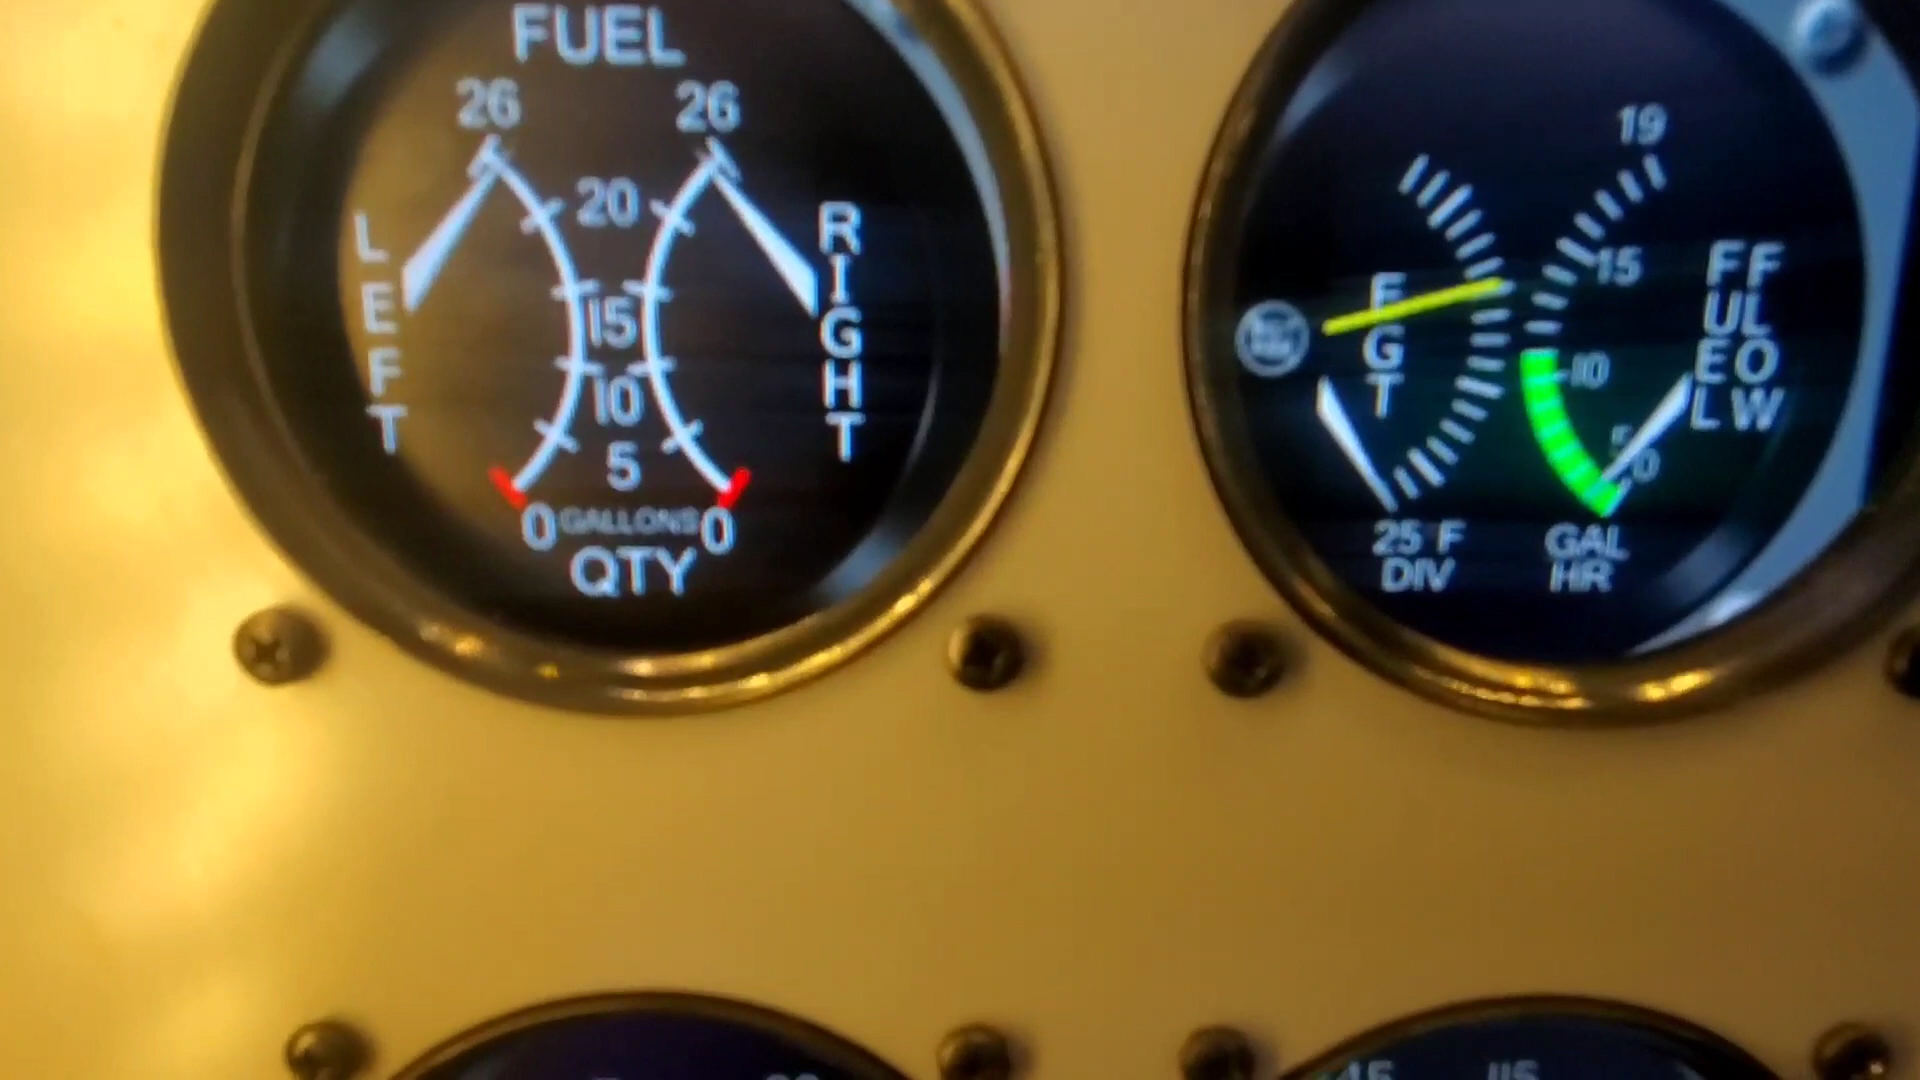 FUEL
26 26
20
15
10
5
LEFT
RIGHT
0 GALLONS 0
QTY
19
15
10
5
0
EGT
FUEL
FLOW
25 F
DIV
GAL
HR